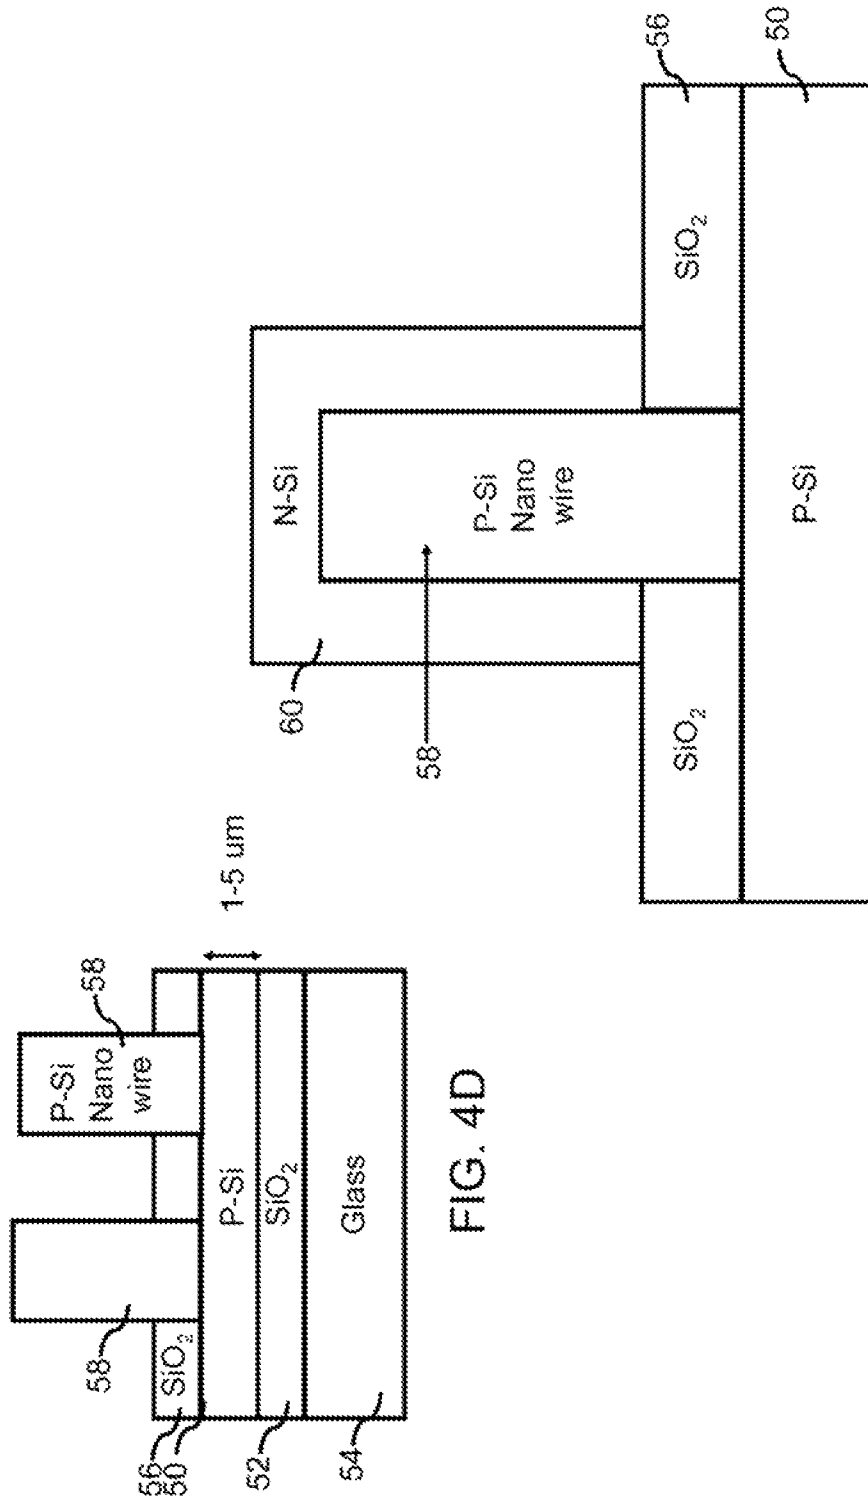 58
P-Si
Nano
wire
58
56
SiO2
50
P-Si
1-5 um
52
SiO2
54
Glass
FIG. 4D
60
N-Si
58
P-Si
Nano
wire
SiO2
SiO2
56
P-Si
50